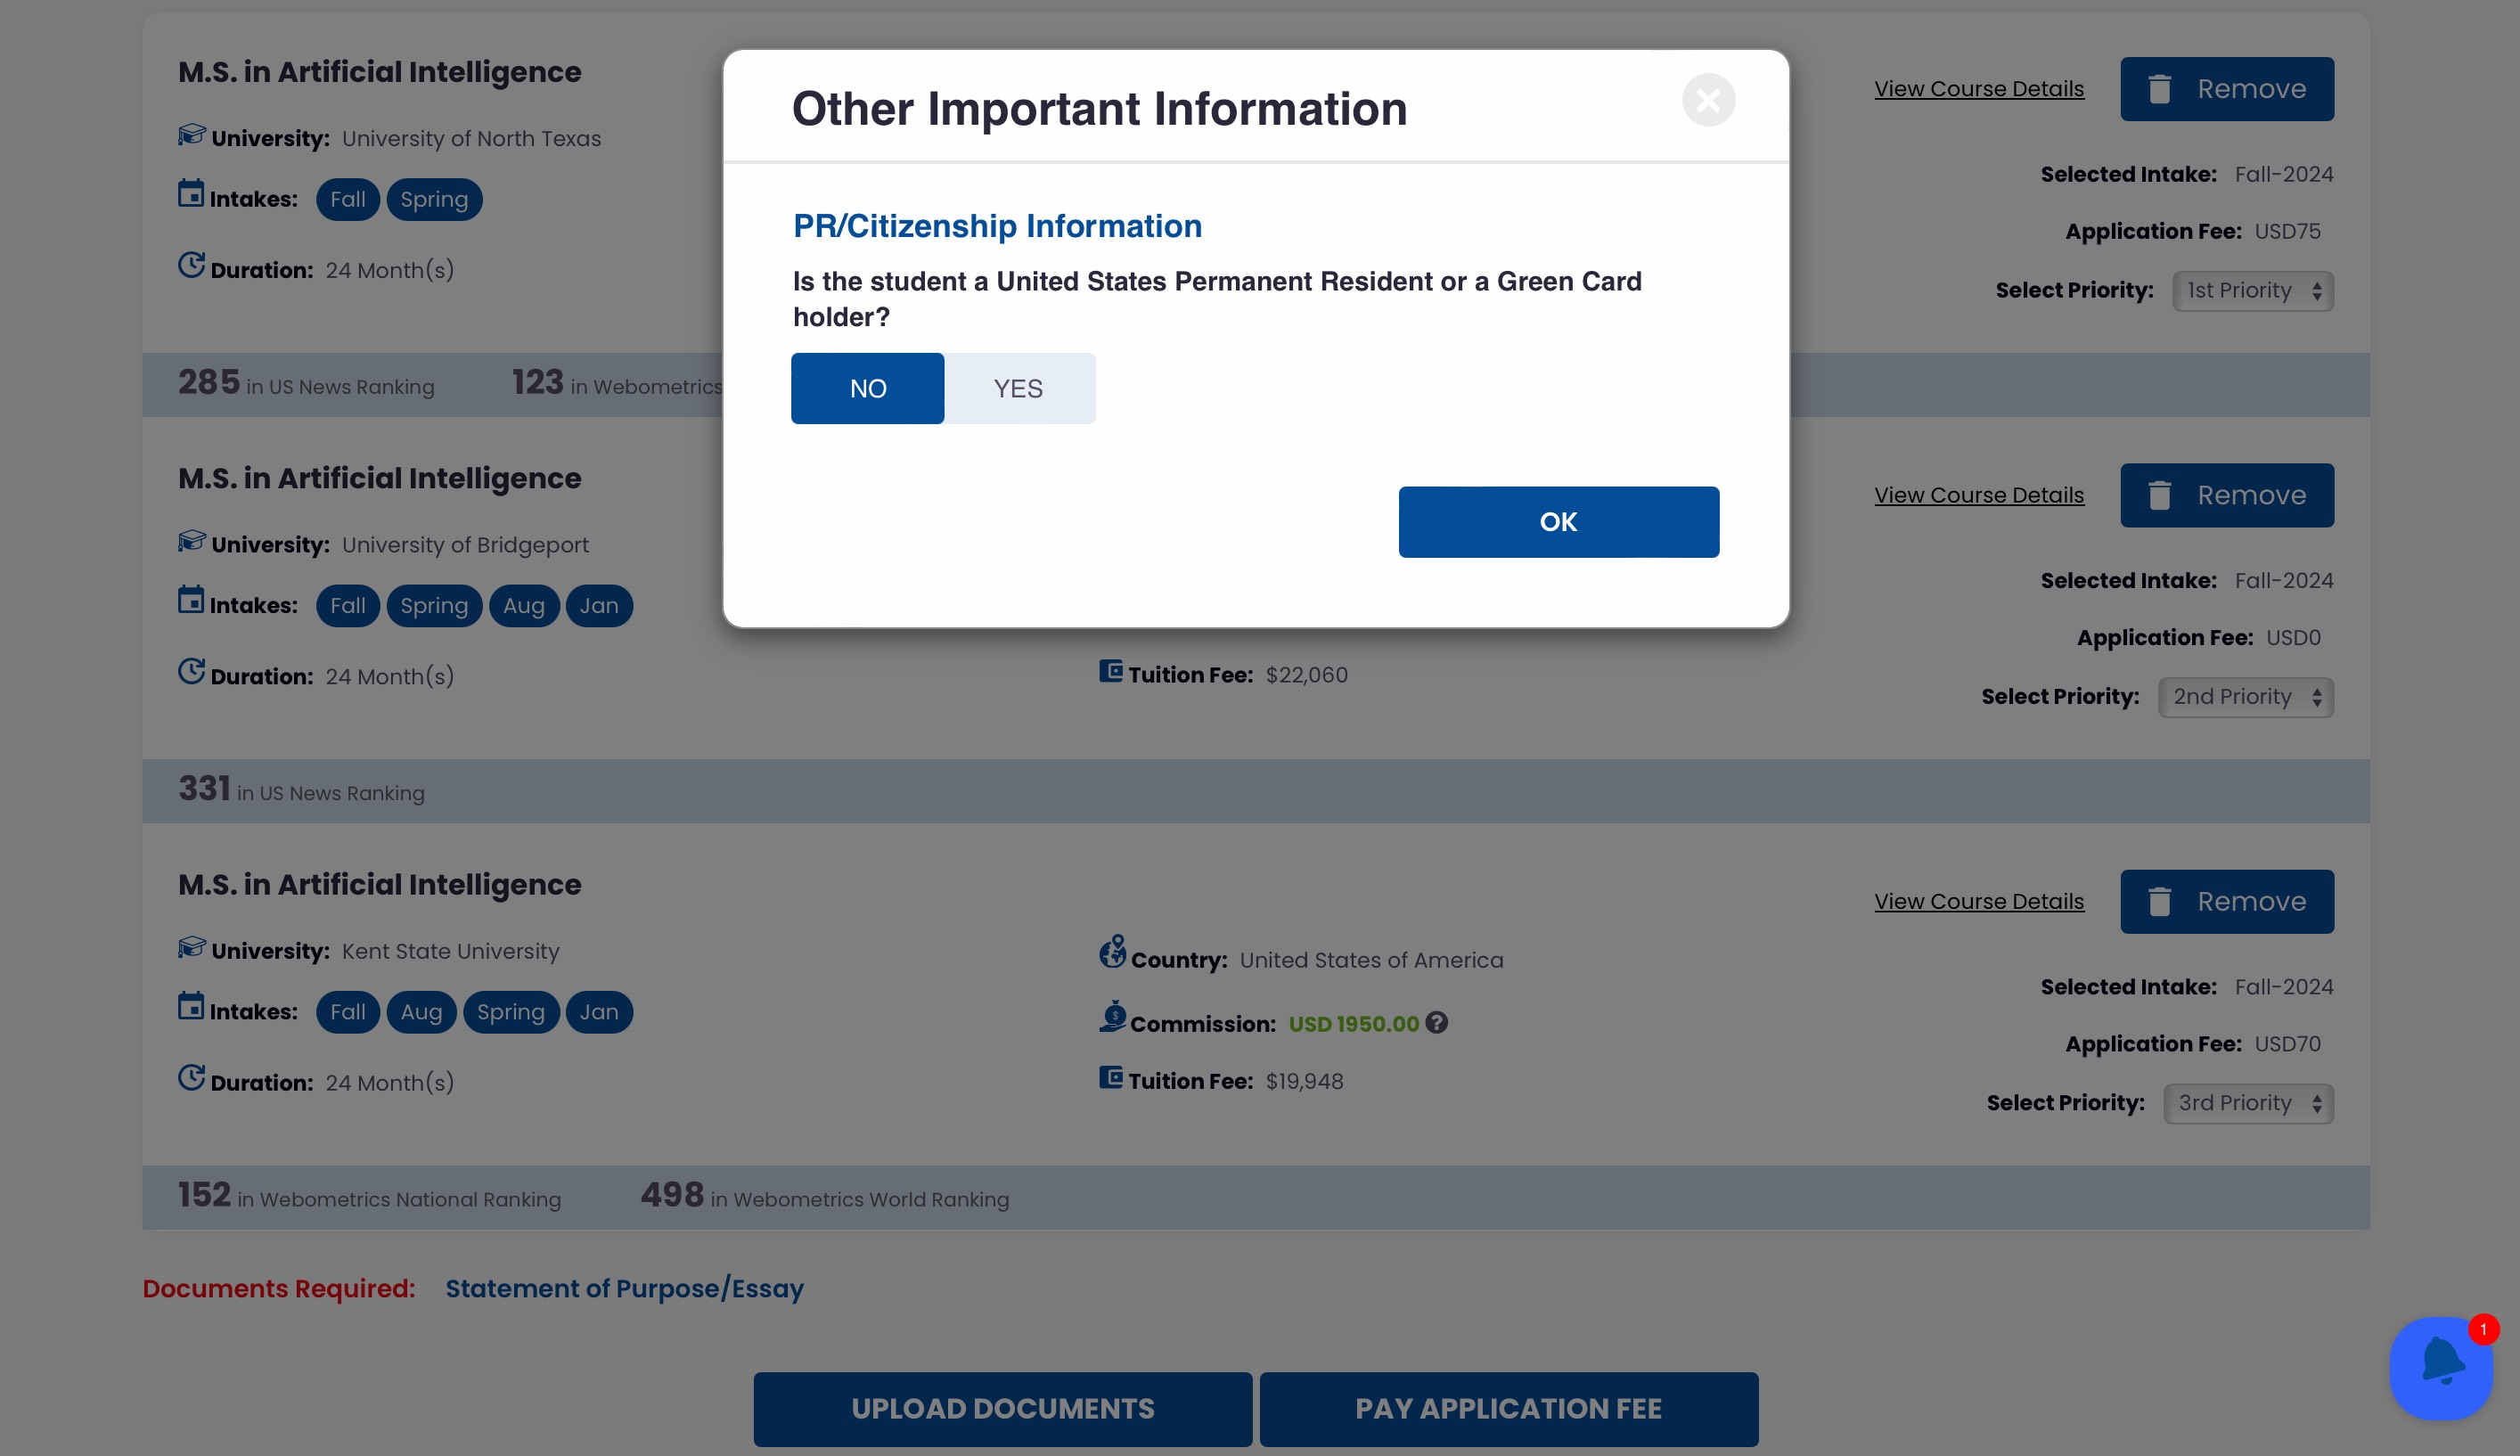 M.S. in Artificial Intelligence
University: University of North Texas
Intakes: Fall Spring
Duration: 24 Month(s)
View Course Details Remove
Selected Intake: Fall-2024
Application Fee: USD75
Select Priority: 1st Priority
285 in US News Ranking 123 in Webometrics
Other Important Information
PR/Citizenship Information
Is the student a United States Permanent Resident or a Green Card
holder?
NO YES
OK
M.S. in Artificial Intelligence
University: University of Bridgeport
Intakes: Fall Spring Aug Jan
Duration: 24 Month(s)
Tuition Fee: $22,060
View Course Details Remove
Selected Intake: Fall-2024
Application Fee: USD0
Select Priority: 2nd Priority
331 in US News Ranking
M.S. in Artificial Intelligence
University: Kent State University
Intakes: Fall Aug Spring Jan
Duration: 24 Month(s)
Country: United States of America
Commission: USD 1950.00 ?
Tuition Fee: $19,948
View Course Details Remove
Selected Intake: Fall-2024
Application Fee: USD70
Select Priority: 3rd Priority
152 in Webometrics National Ranking 498 in Webometrics World Ranking
Documents Required: Statement of Purpose/Essay
UPLOAD DOCUMENTS PAY APPLICATION FEE
1